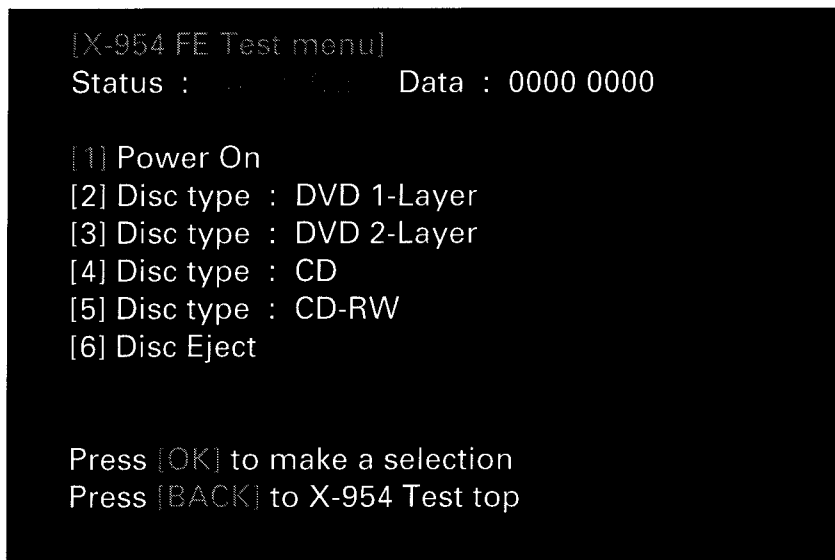 [X-954 FE Test menu]
Status : Data : 0000 0000
[1] Power On
[2] Disc type : DVD 1-Layer
[3] Disc type : DVD 2-Layer
[4] Disc type : CD
[5] Disc type : CD-RW
[6] Disc Eject
Press [OK] to make a selection
Press [BACK] to X-954 Test top